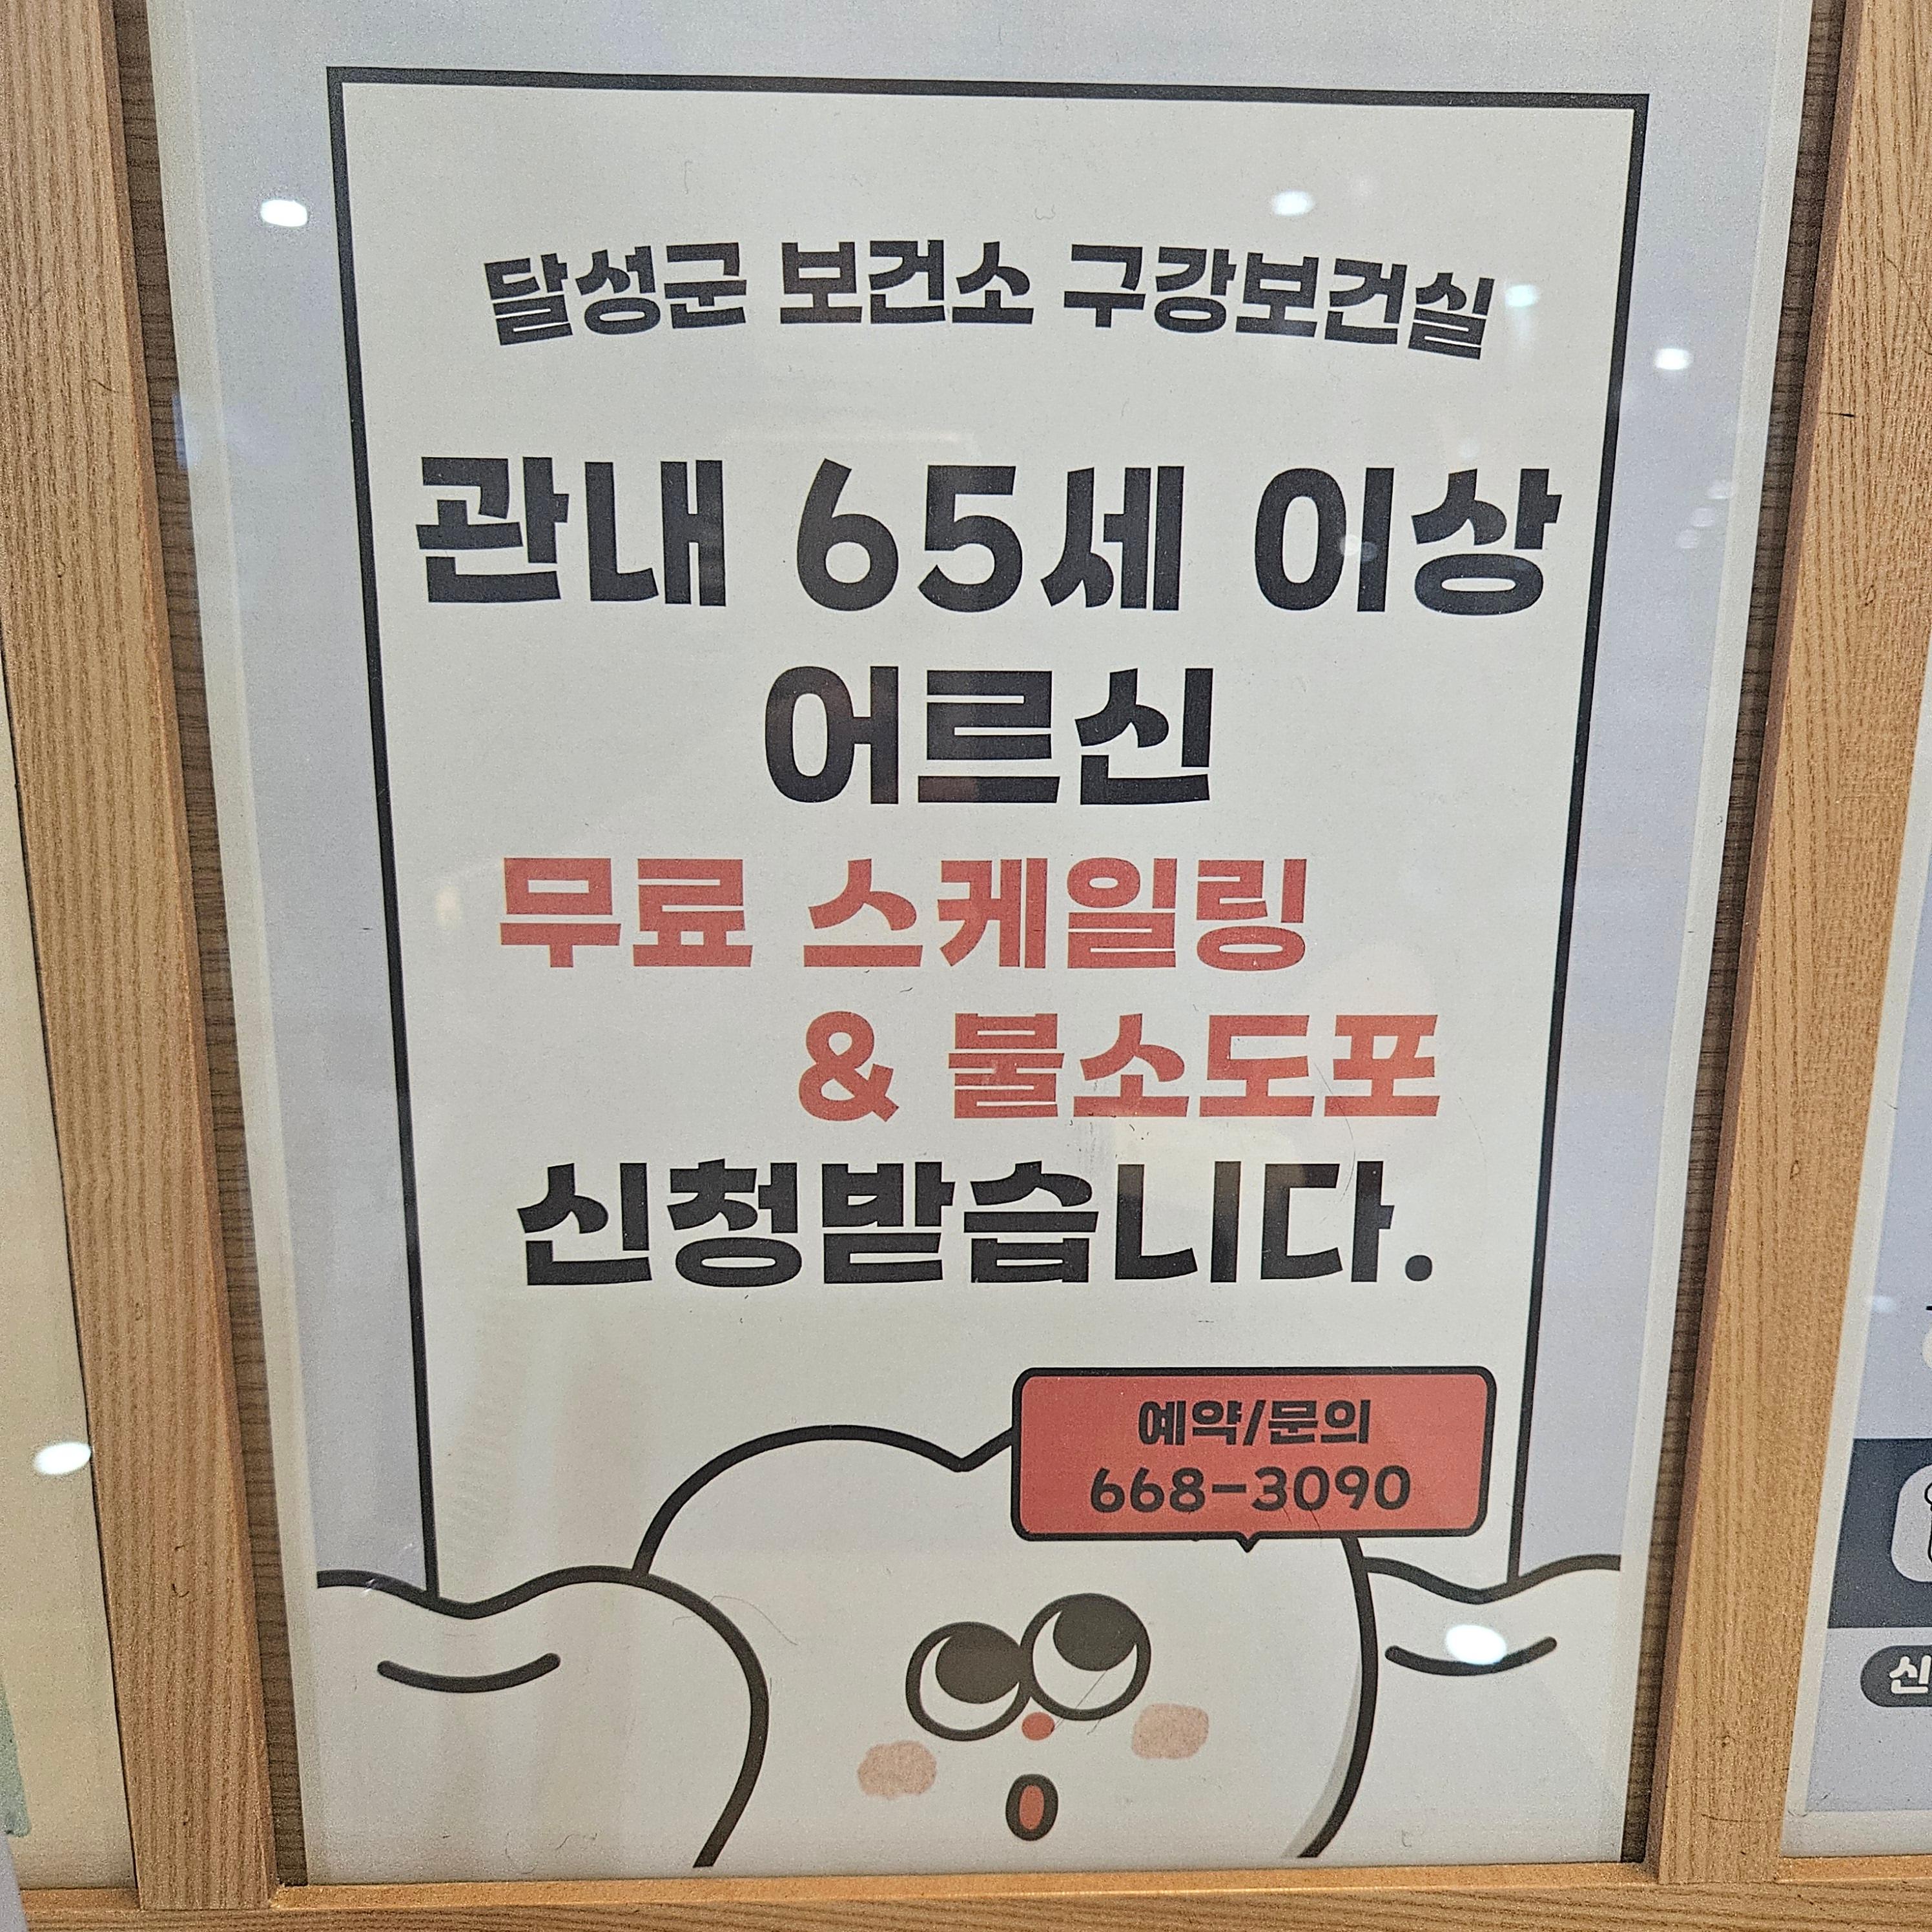 달성군 보건소 구강보건실
관내 65세 이상
어르신
무료 스케일링
& 불소도포
신청받습니다.
예약/문의
668-3090
신